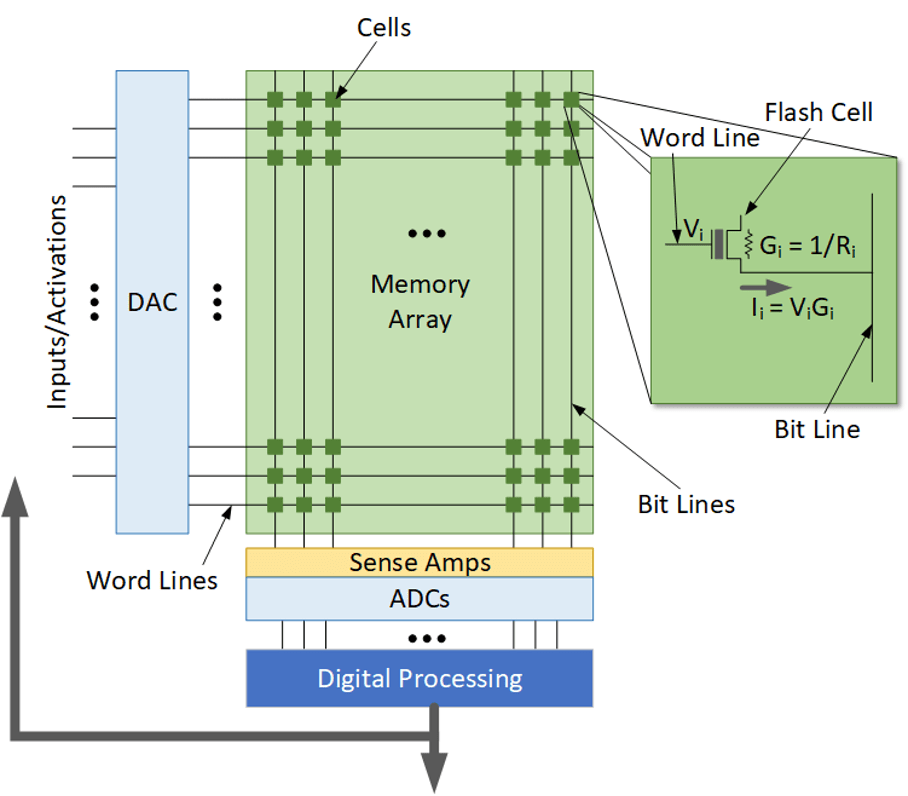 Cells
Flash Cell
Word Line
Vᵢ
Gᵢ = 1/Rᵢ
Iᵢ = VᵢGᵢ
Bit Line
Inputs/Activations
DAC
Memory
Array
Bit Lines
Word Lines
Sense Amps
ADCs
Digital Processing